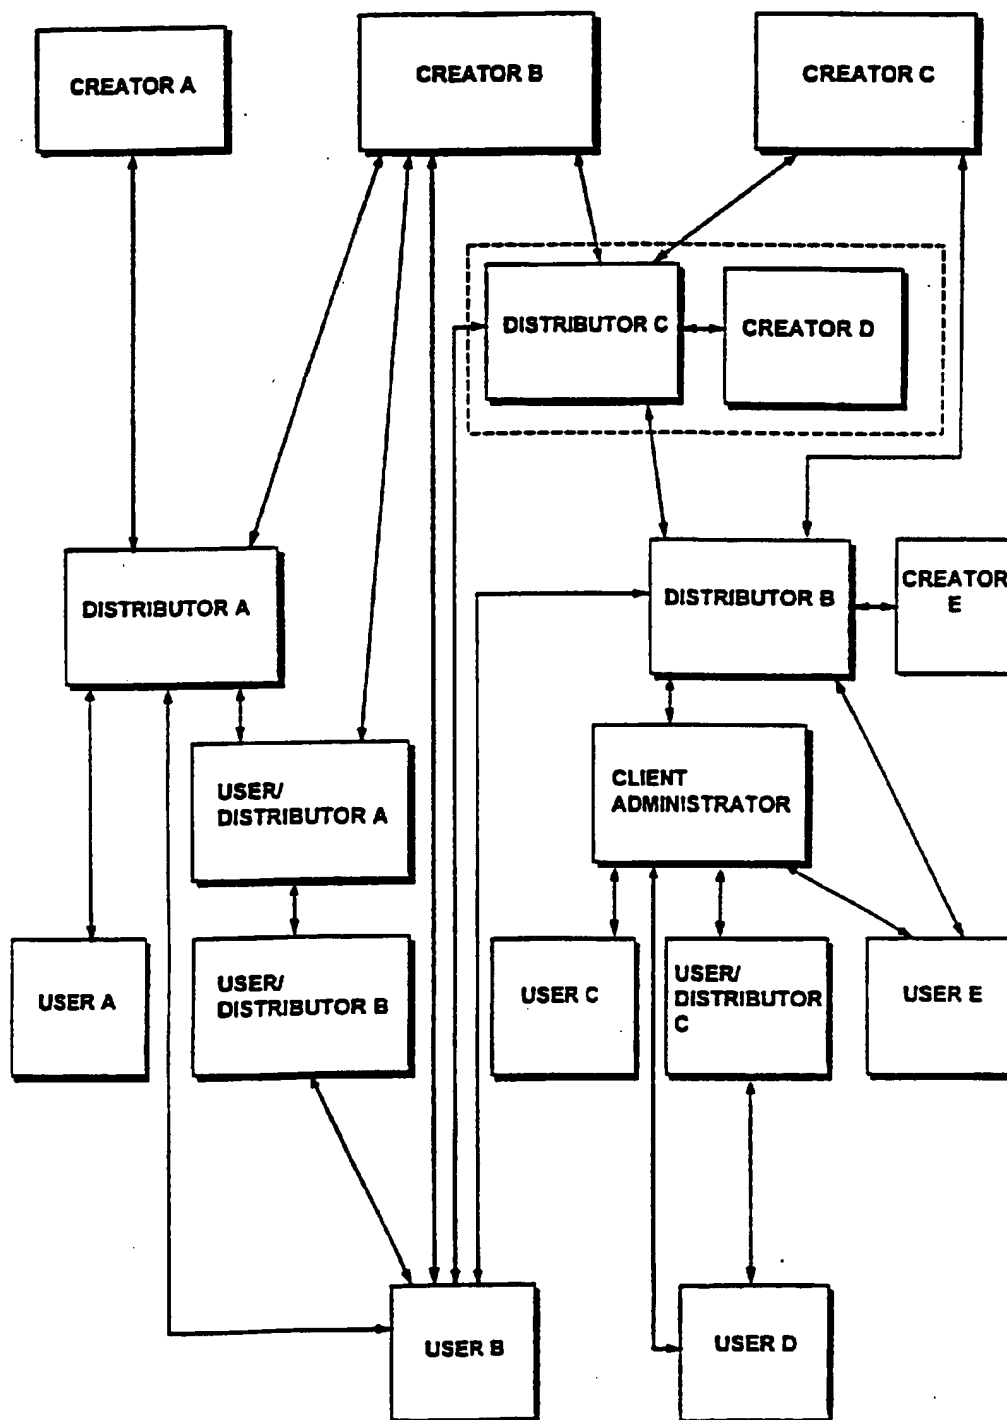 CREATOR A
CREATOR B
CREATOR C
DISTRIBUTOR C
CREATOR D
DISTRIBUTOR A
DISTRIBUTOR B
CREATOR
E
USER/
DISTRIBUTOR A
CLIENT
ADMINISTRATOR
USER A
USER/
DISTRIBUTOR B
USER C
USER/
DISTRIBUTOR
C
USER E
USER B
USER D